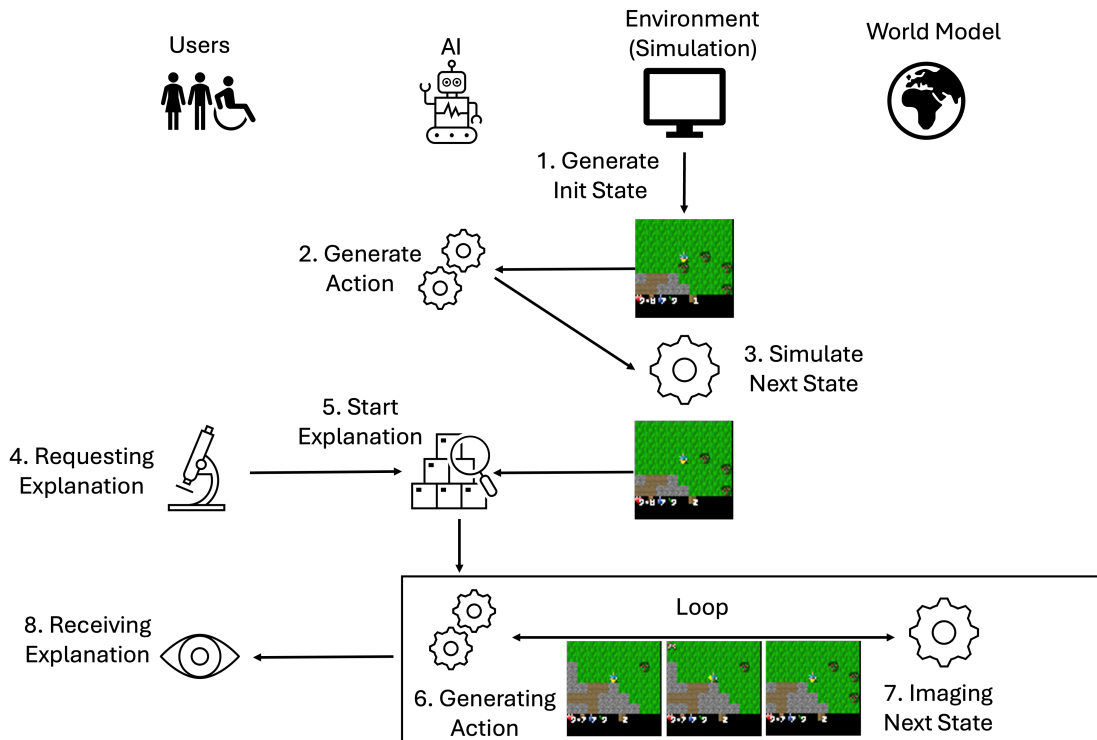 Users
AI
Environment
(Simulation)
World Model
1. Generate
Init State
2. Generate
Action
3. Simulate
Next State
5. Start
Explanation
4. Requesting
Explanation
Loop
8. Receiving
Explanation
6. Generating
Action
7. Imaging
Next State